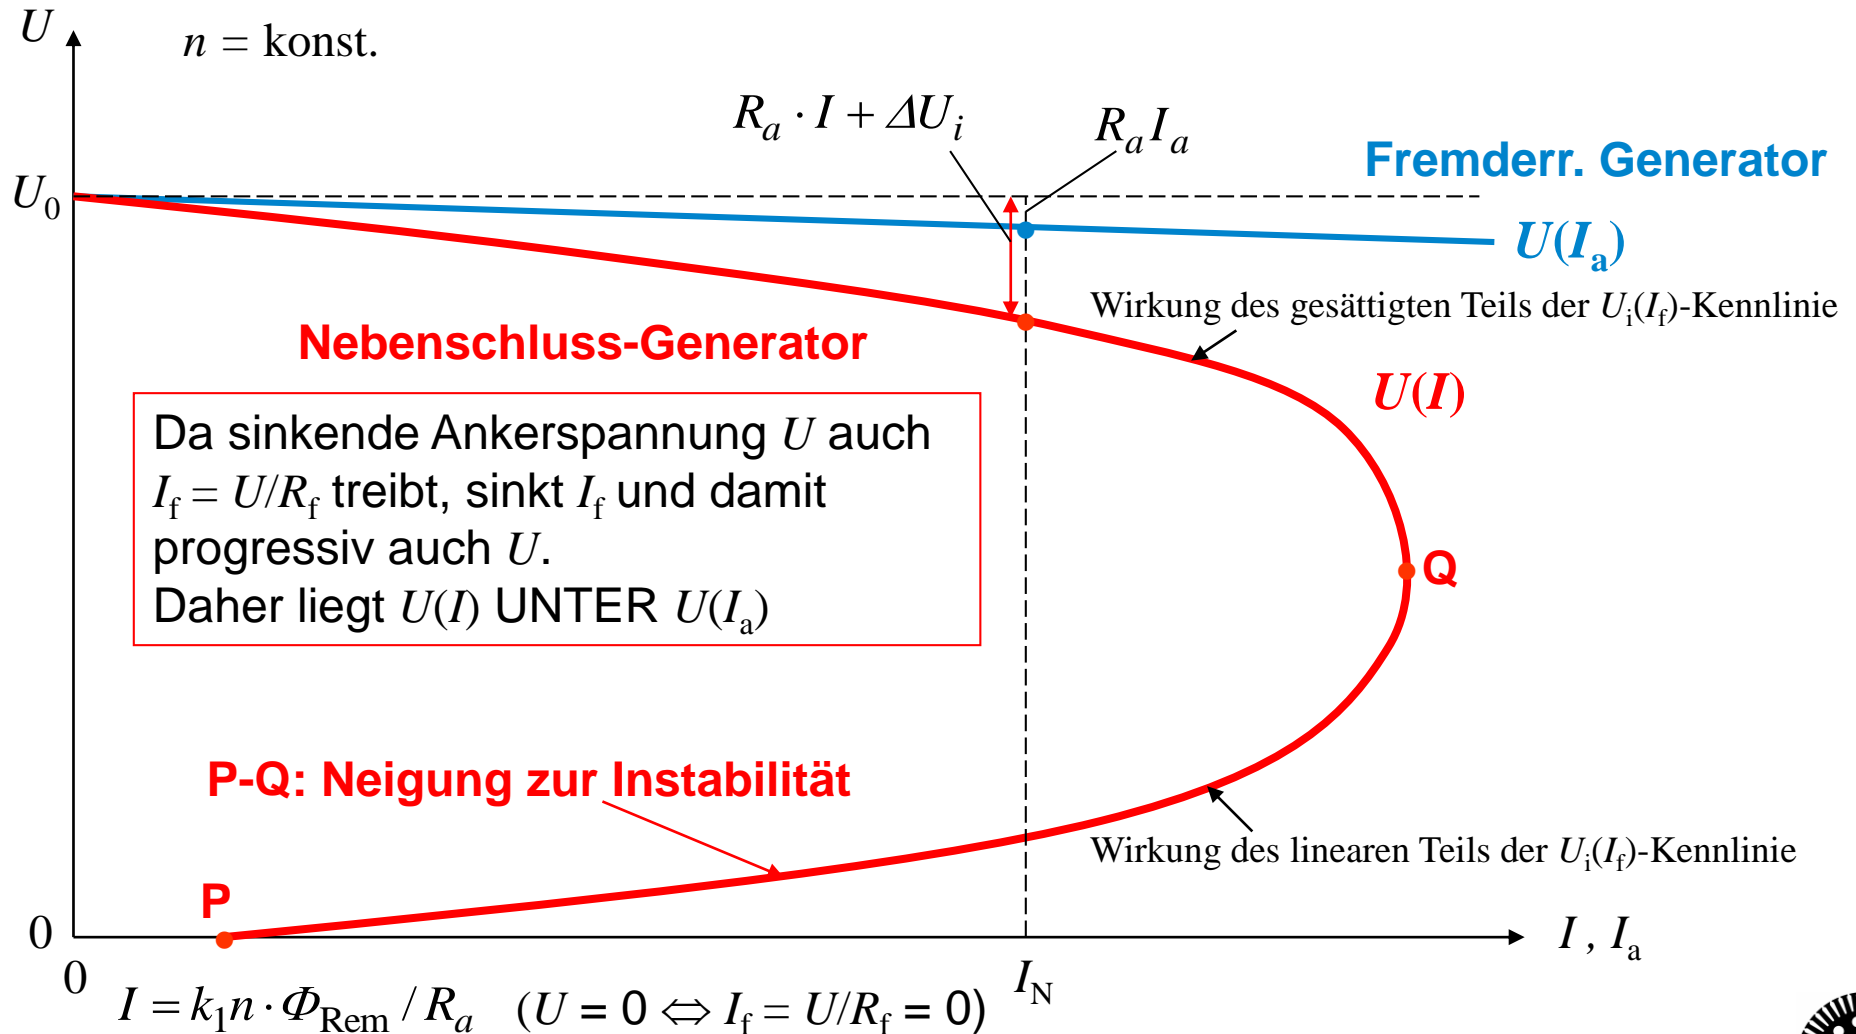 U
n = konst.
R_a · I + ΔU_i
R_a I_a
Fremderr. Generator
U_0
U(I_a)
Wirkung des gesättigten Teils der U_i(I_f)-Kennlinie
Nebenschluss-Generator
U(I)
Da sinkende Ankerspannung U auch
I_f = U/R_f treibt, sinkt I_f und damit
progressiv auch U.
Daher liegt U(I) UNTER U(I_a)
Q
P-Q: Neigung zur Instabilität
Wirkung des linearen Teils der U_i(I_f)-Kennlinie
P
0
I , I_a
0
I_N
I = k_1 n · Φ_Rem / R_a (U = 0 ⇔ I_f = U/R_f = 0)